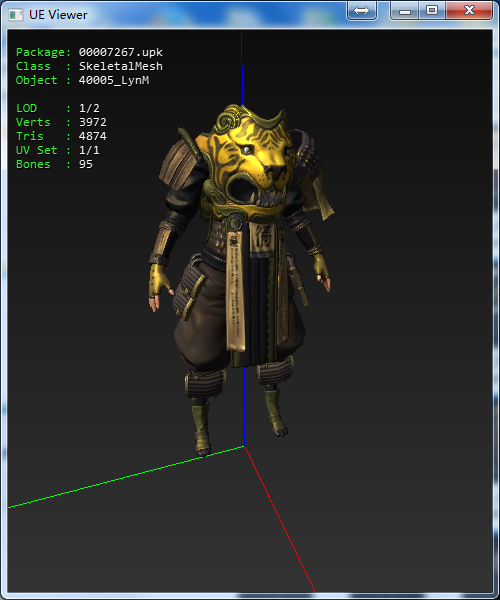 UE Viewer
Package: 00007267.upk
Class : SkeletalMesh
Object : 40005_LynM
LOD : 1/2
Verts : 3972
Tris : 4874
UV Set : 1/1
Bones : 95